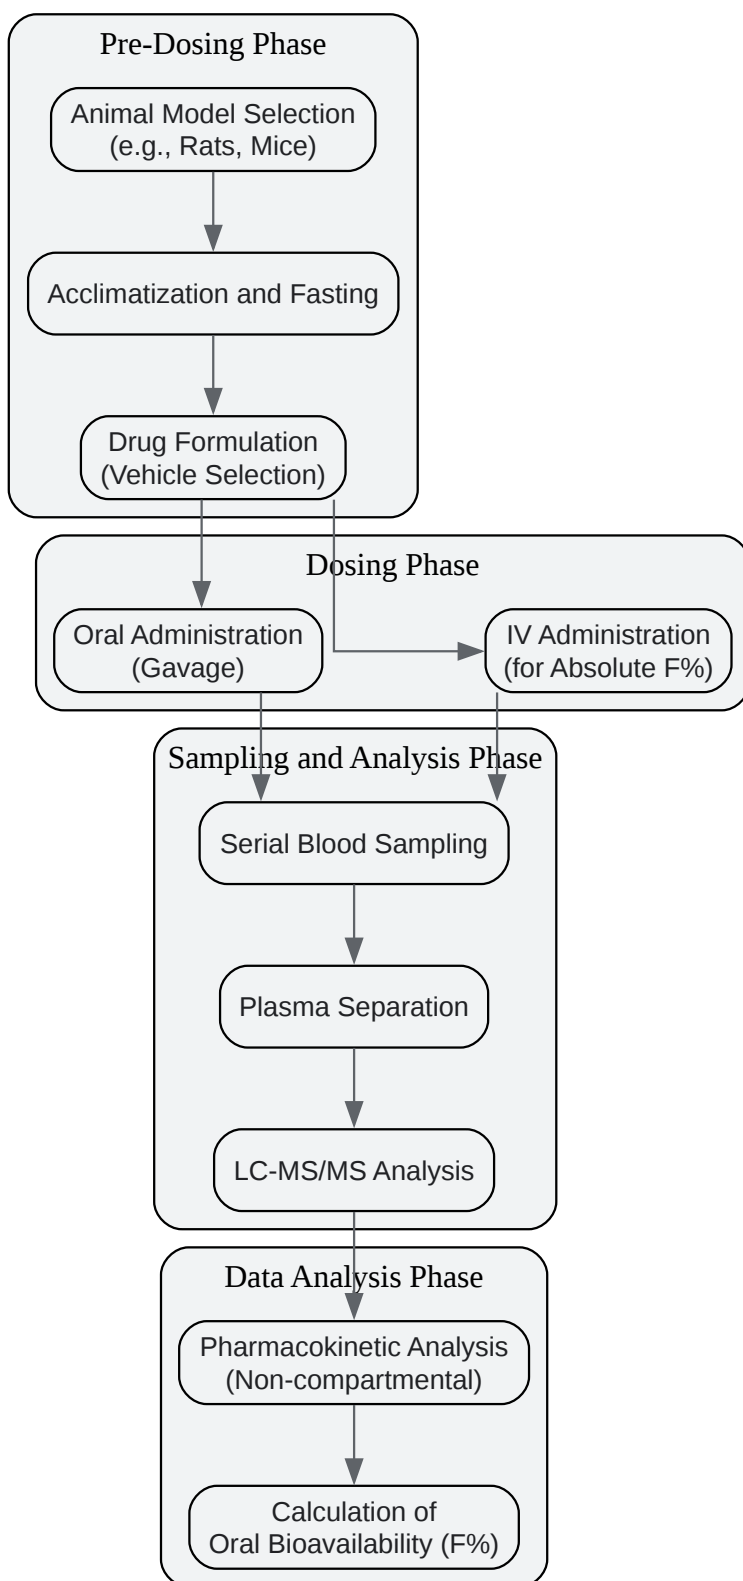 Pre-Dosing Phase
Animal Model Selection
(e.g., Rats, Mice)
Acclimatization and Fasting
Drug Formulation
(Vehicle Selection)
Dosing Phase
Oral Administration
(Gavage)
IV Administration
(for Absolute F%)
Sampling and Analysis Phase
Serial Blood Sampling
Plasma Separation
LC-MS/MS Analysis
Data Analysis Phase
Pharmacokinetic Analysis
(Non-compartmental)
Calculation of
Oral Bioavailability (F%)